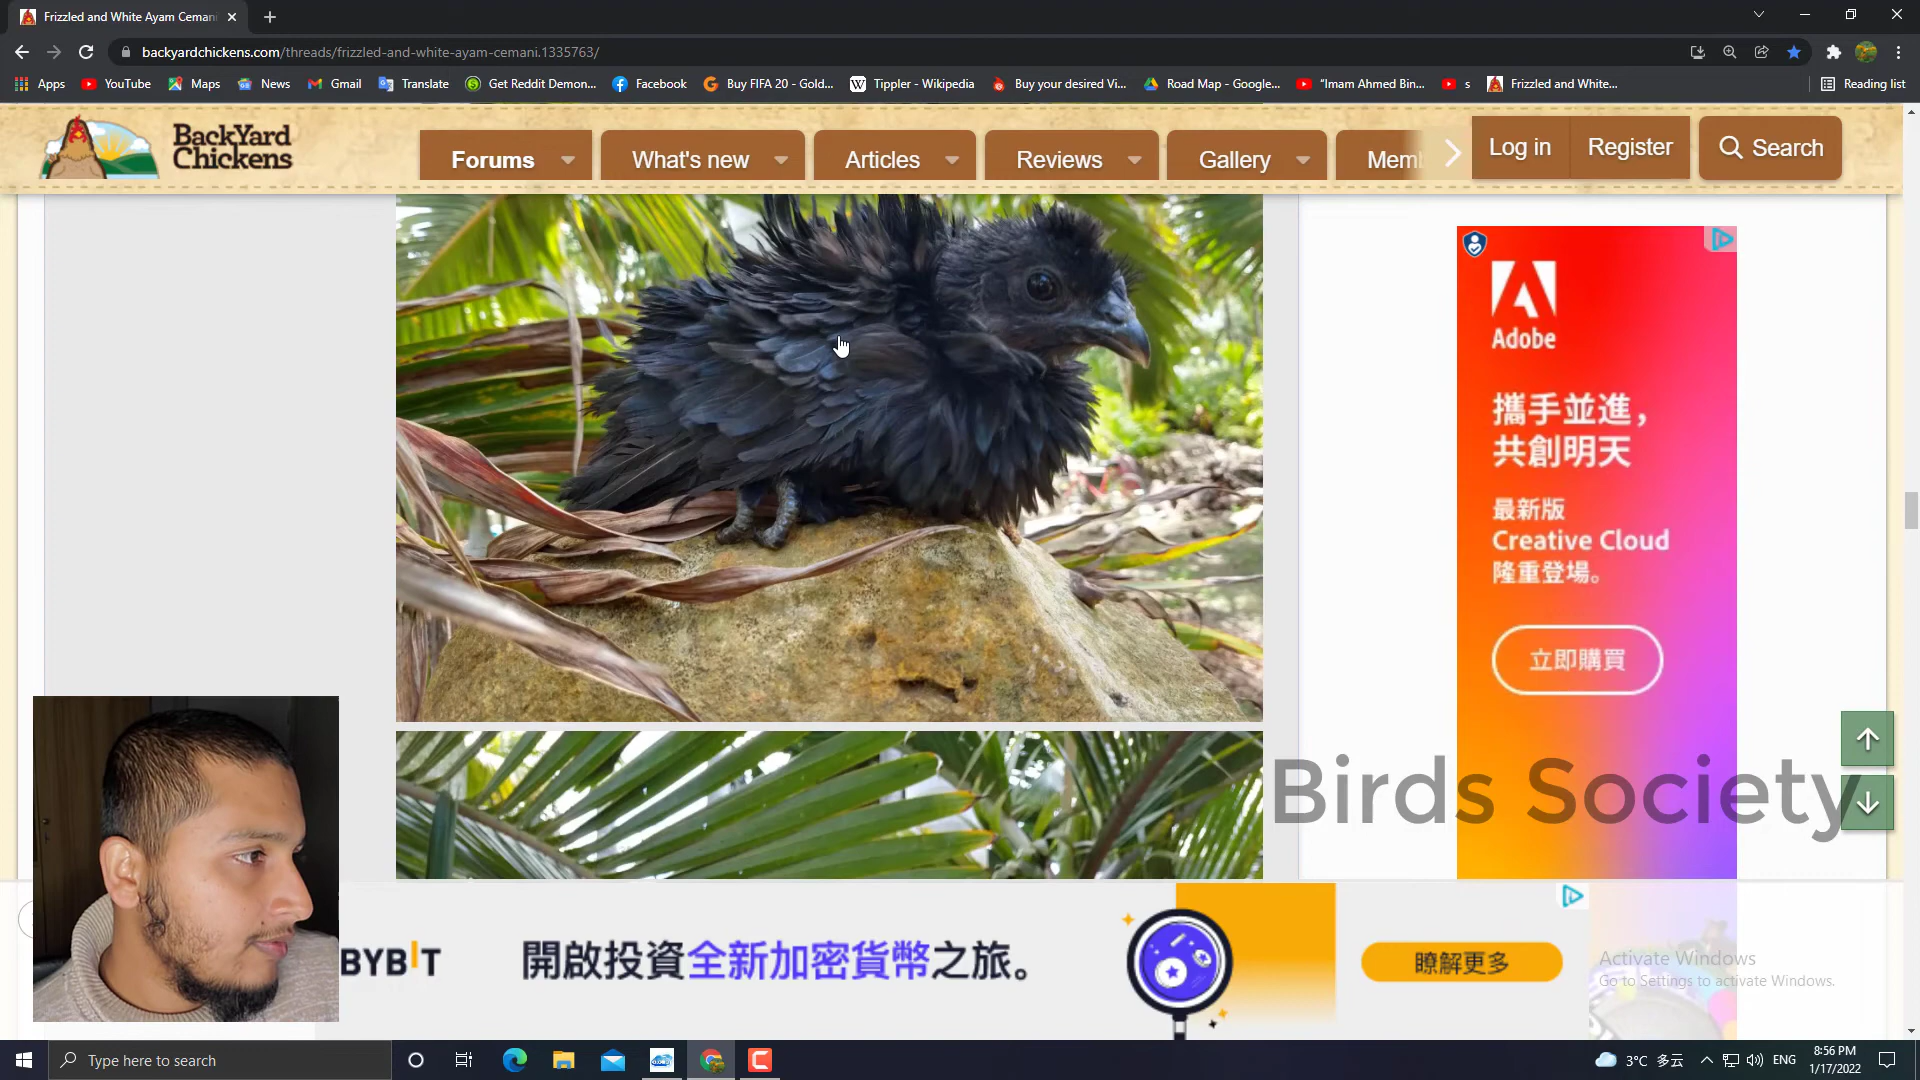 Frizzled and White Ayam Cemani
backyardchickens.com/threads/frizzled-and-white-ayam-cemani.1335763/
Apps YouTube Maps News Gmail Translate Get Reddit Demon... Facebook Buy FIFA 20 - Gold... Tippler - Wikipedia Buy your desired Vi... Road Map - Google... “Imam Ahmed Bin... s Frizzled and White... Reading list
BackYard
Chickens
Forums What's new Articles Reviews Gallery Log in Register Search
Adobe
攜手並進,
共創明天
最新版
Creative Cloud
隆重登場。
立即購買
Birds Society
BYBIT
開啟投資全新加密貨幣之旅。
瞭解更多
Activate Windows
Go to Settings to activate Windows.
Type here to search
3°C 多云
ENG
8:56 PM
1/17/2022